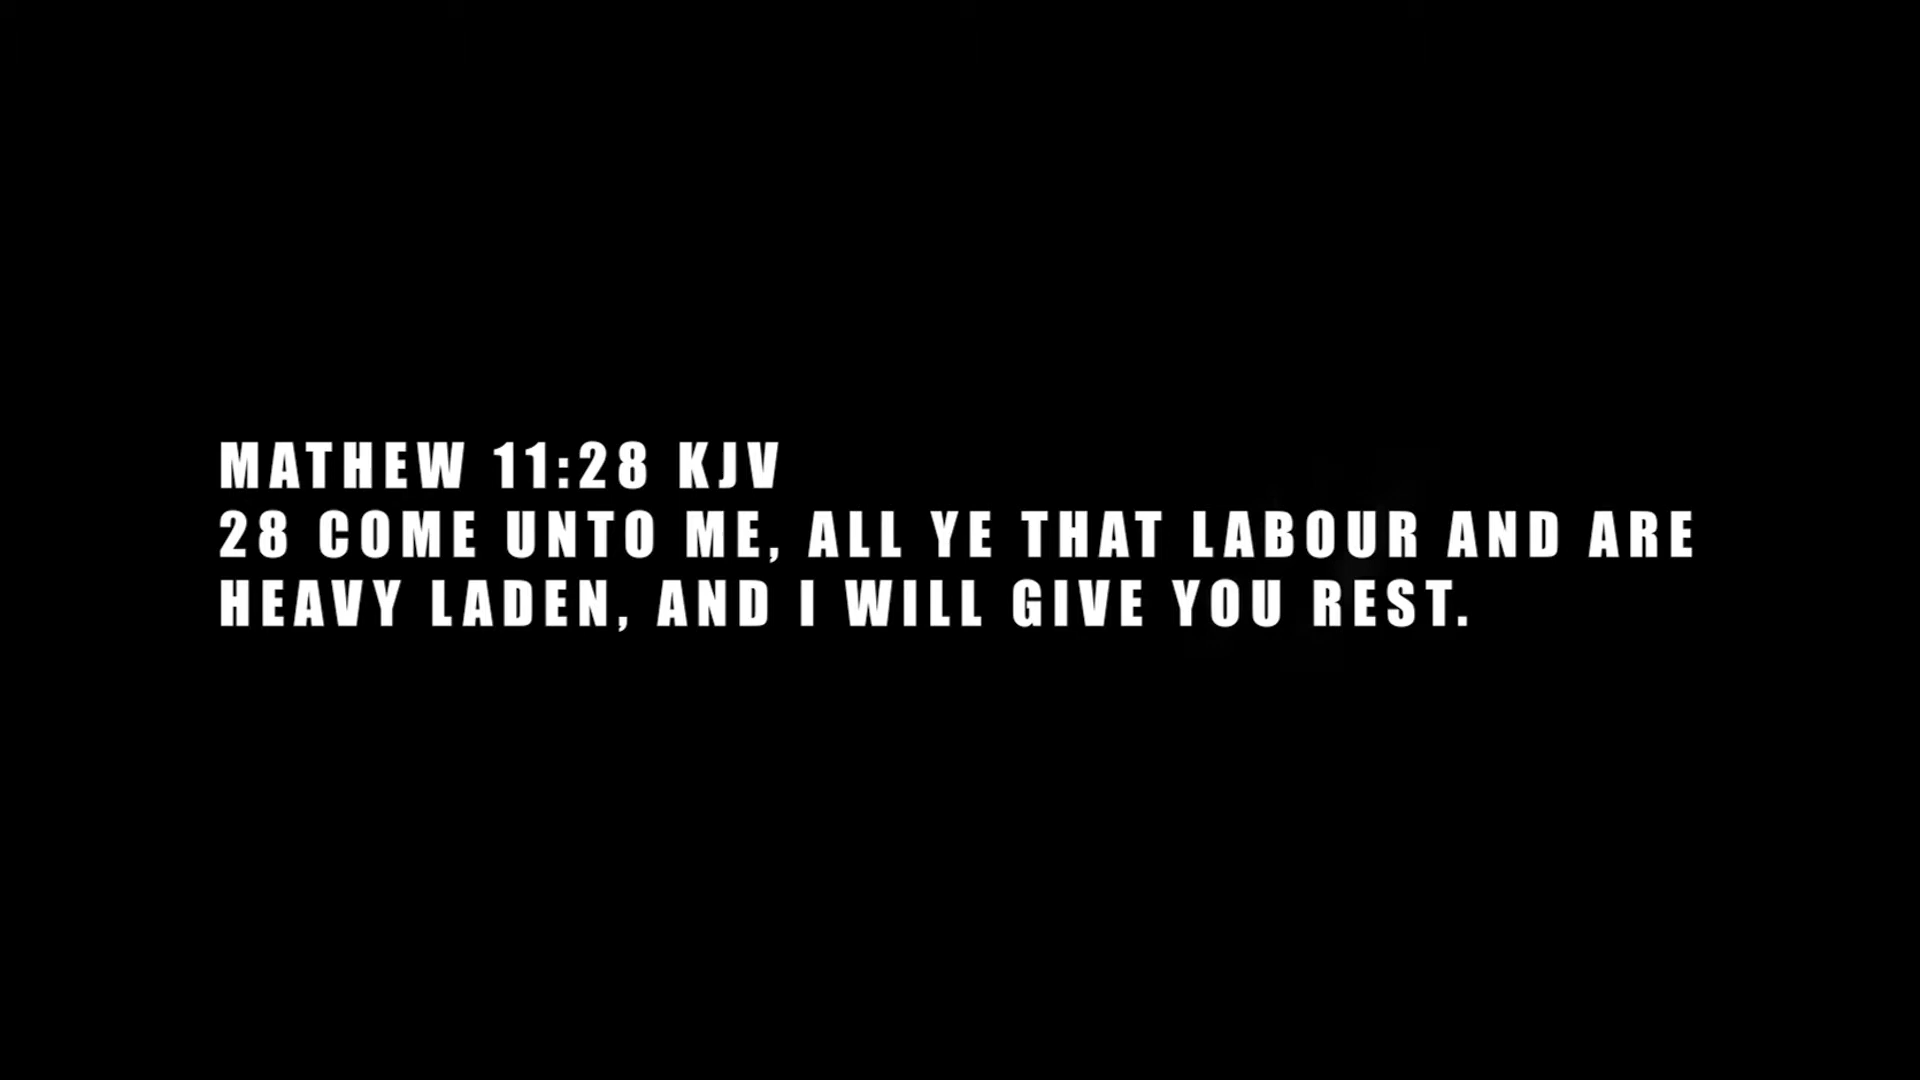 MATHEW 11:28 KJV
28 COME UNTO ME, ALL YE THAT LABOUR AND ARE
HEAVY LADEN, AND I WILL GIVE YOU REST.